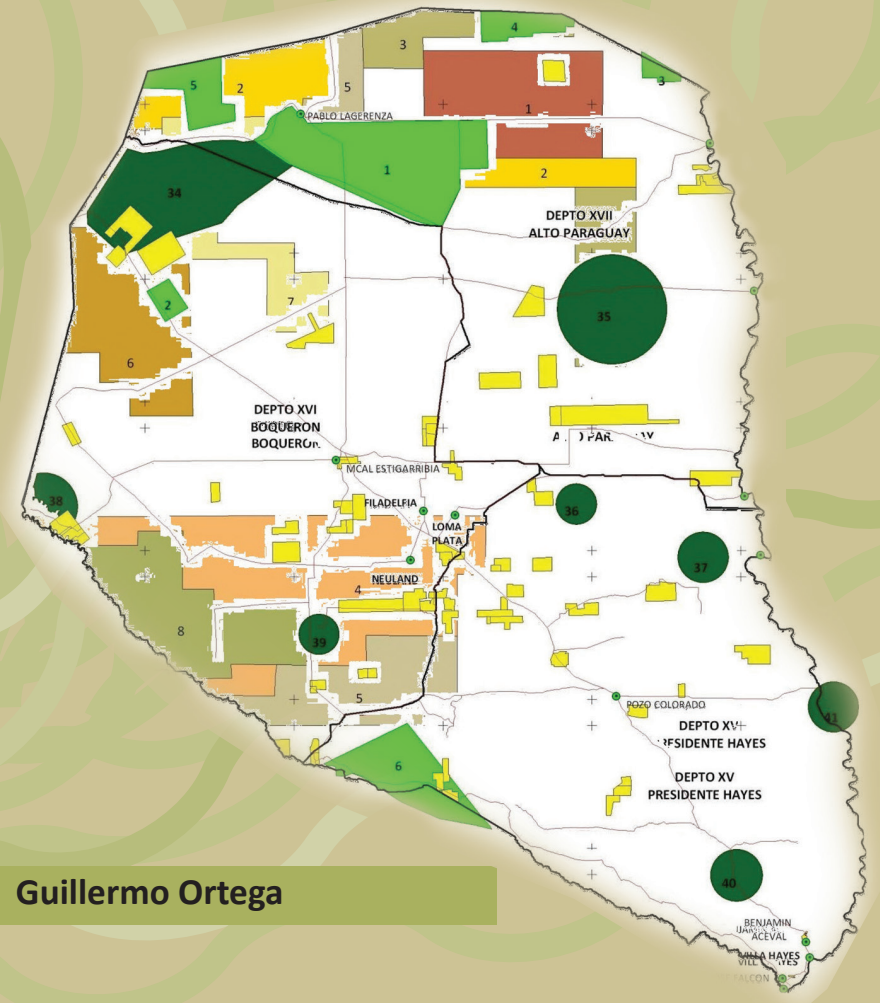 4
3
3
5
2
5
1
PABLO LAGERENZA
1
2
34
DEPTO XVII
ALTO PARAGUAY
2
7
35
6
DEPTO XVI
BOQUERON
BOQUERON
MCAL ESTIGARRIBIA
38
FILADELFIA
36
LOMA
PLATA
37
NEULAND
4
8
39
5
POZO COLORADO
41
DEPTO XV
PRESIDENTE HAYES
6
DEPTO XV
PRESIDENTE HAYES
40
Guillermo Ortega
BENJAMIN
ACEVAL
VILLA HAYES
FALCON